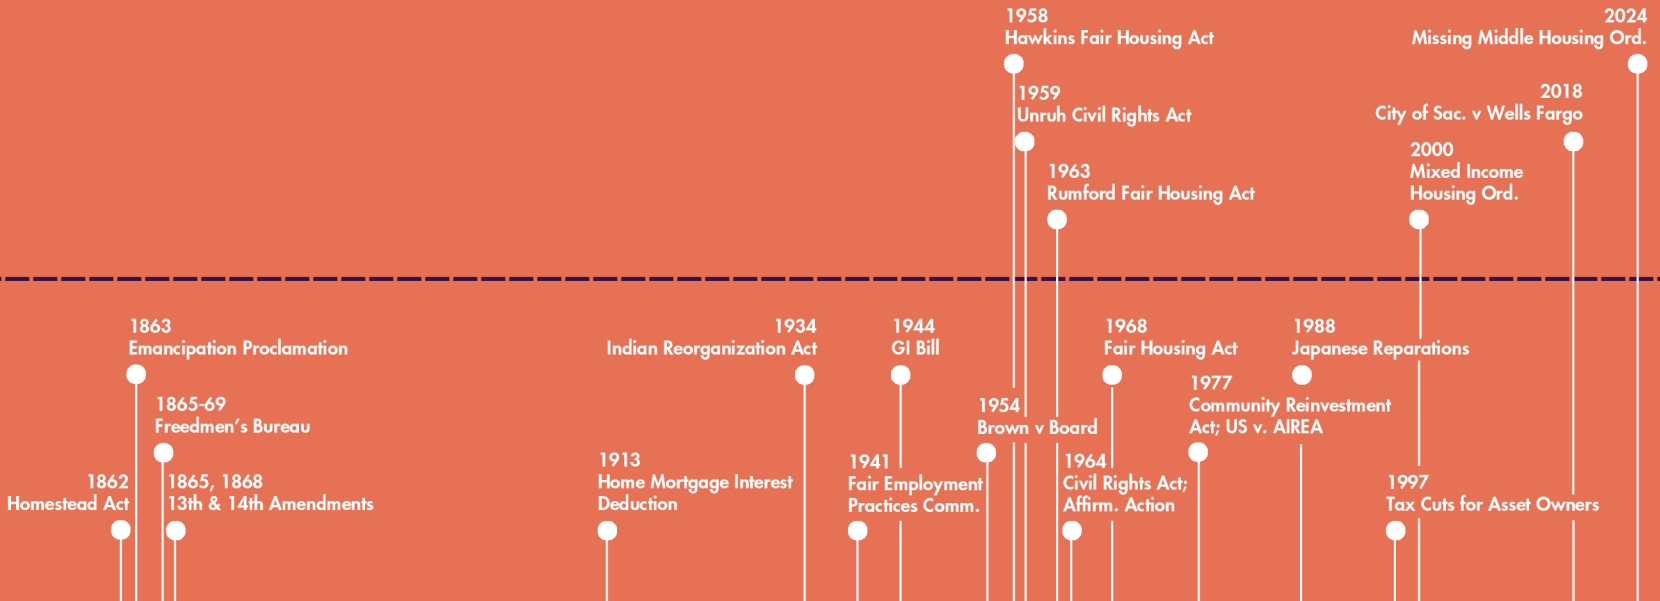 1958
Hawkins Fair Housing Act
2024
Missing Middle Housing Ord.
1959
Unruh Civil Rights Act
2018
City of Sac. v Wells Fargo
1963
Rumford Fair Housing Act
2000
Mixed Income
Housing Ord.
1863
Emancipation Proclamation
1934
Indian Reorganization Act
1944
GI Bill
1968
Fair Housing Act
1988
Japanese Reparations
1865-69
Freedmen's Bureau
1954
Brown v Board
1977
Community Reinvestment
Act; US v. AIREA
1862
Homestead Act
1865, 1868
13th & 14th Amendments
1913
Home Mortgage Interest
Deduction
1941
Fair Employment
Practices Comm.
1964
Civil Rights Act;
Affirm. Action
1997
Tax Cuts for Asset Owners